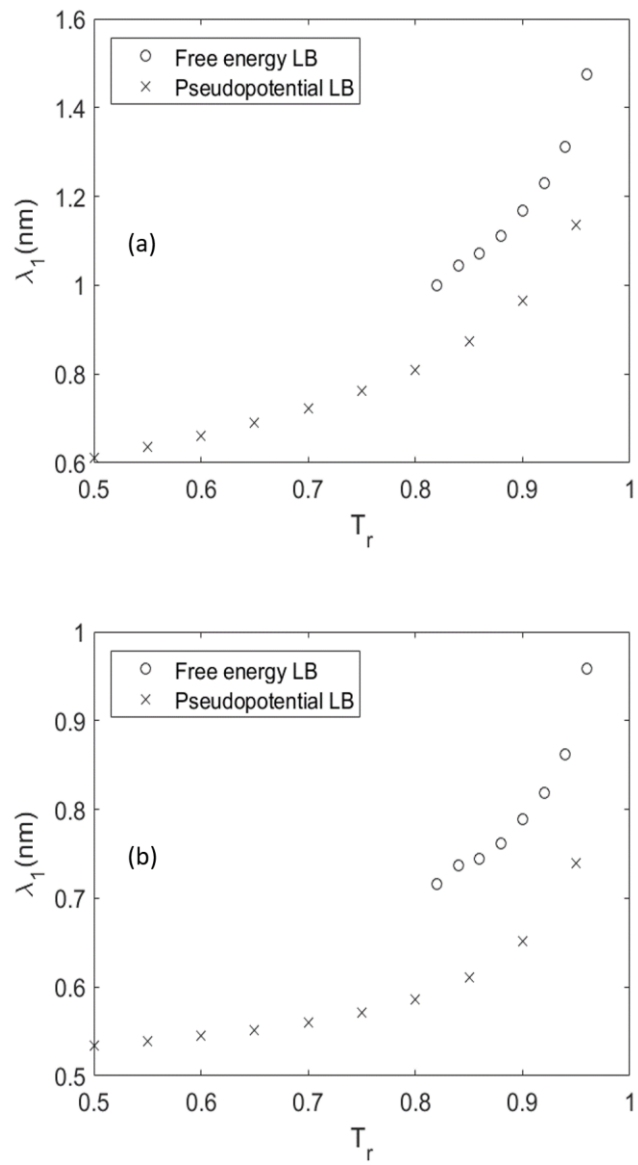 1.6
1.4
1.2
1
0.8
0.6
λ1(nm)
Free energy LB
Pseudopotential LB
(a)
0.5 0.6 0.7 0.8 0.9 1
Tr
1
0.9
0.8
0.7
0.6
0.5
λ1(nm)
Free energy LB
Pseudopotential LB
(b)
0.5 0.6 0.7 0.8 0.9 1
Tr